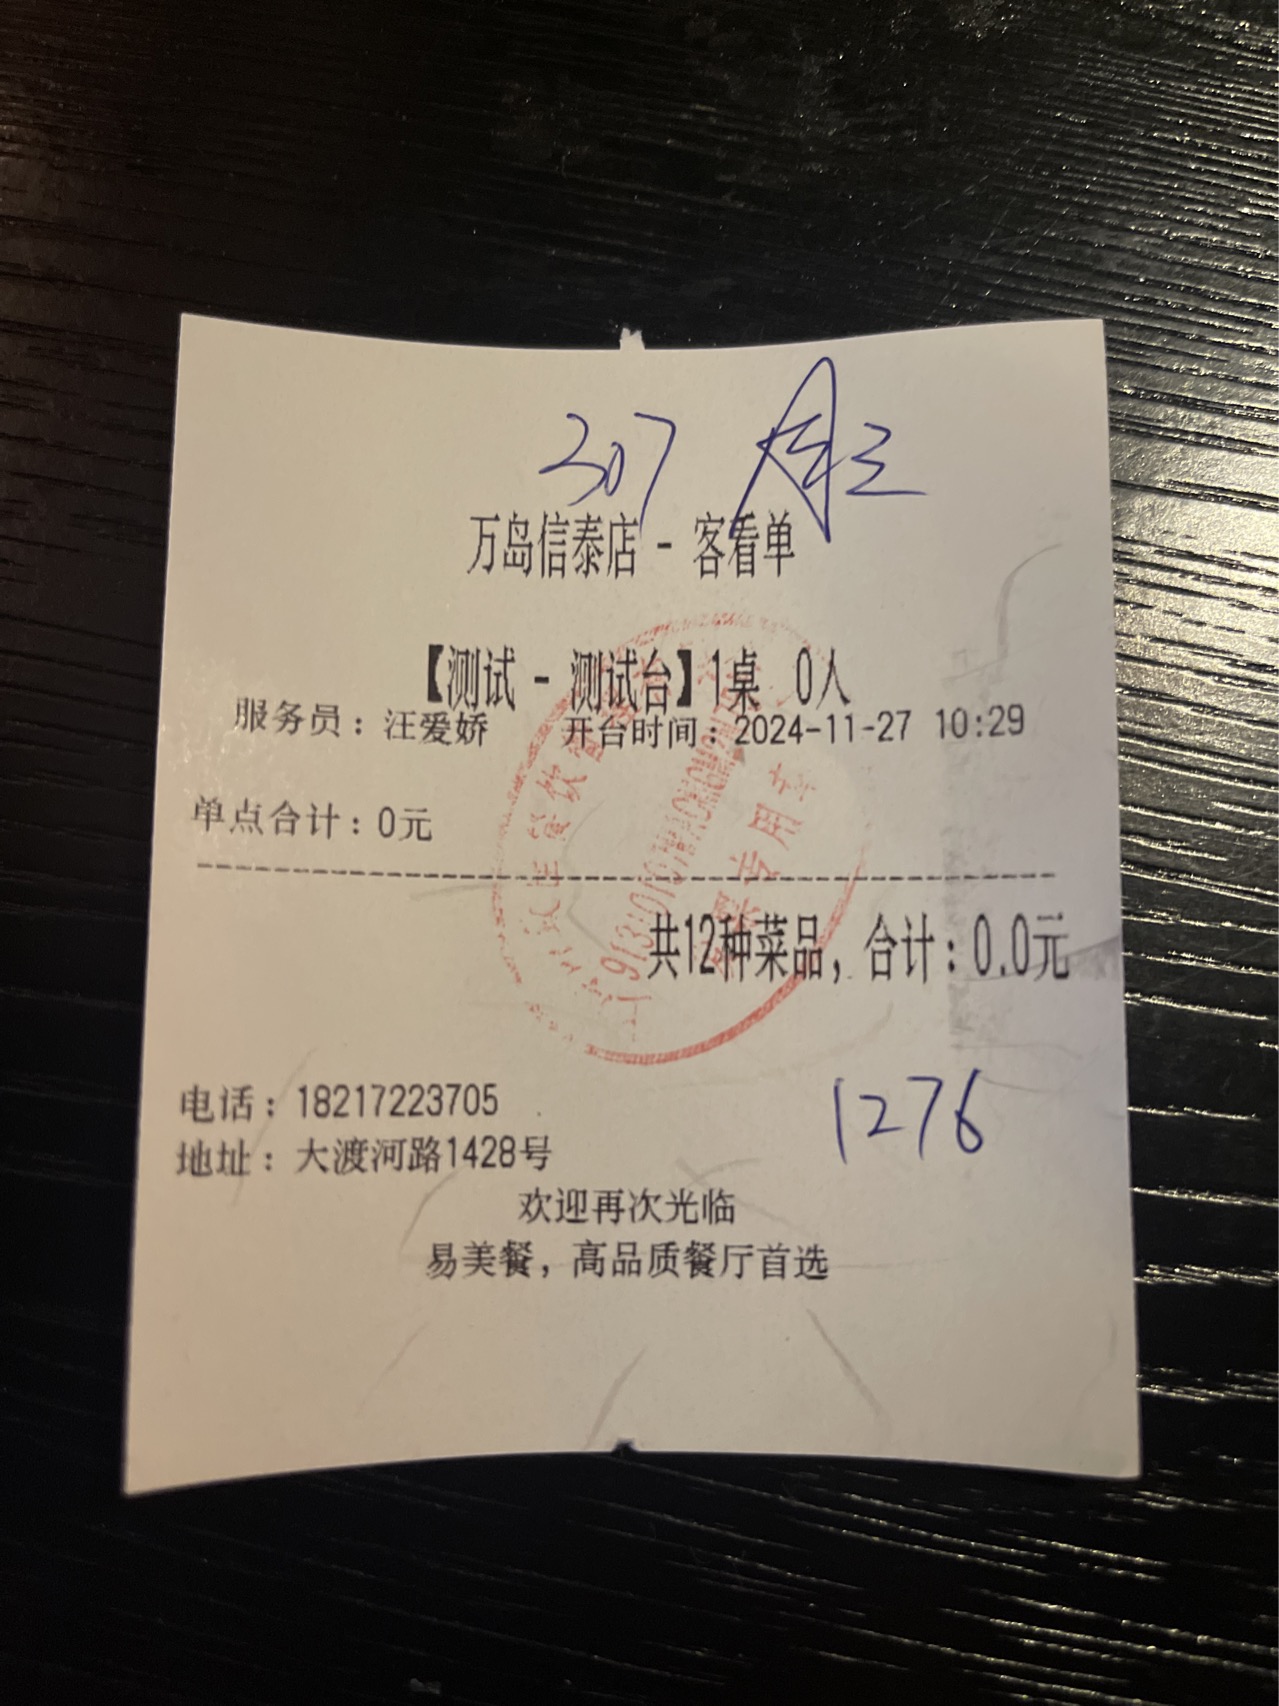 307
万岛信泰店 - 客看单
【测试 - 测试台】1桌 0人
服务员：汪爱娇 开台时间：2024-11-27 10:29
单点合计：0元
共12种菜品，合计：0.0元
1276
电话：18217223705
地址：大渡河路1428号
欢迎再次光临
易美餐，高品质餐厅首选